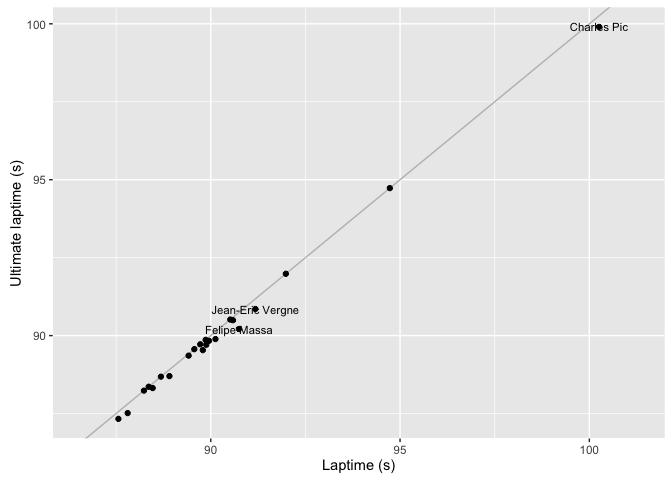 100
95
90
Ultimate laptime (s)
Charles Pic
Jean-Eric Vergne
Felipe Massa
90
95
100
Laptime (s)